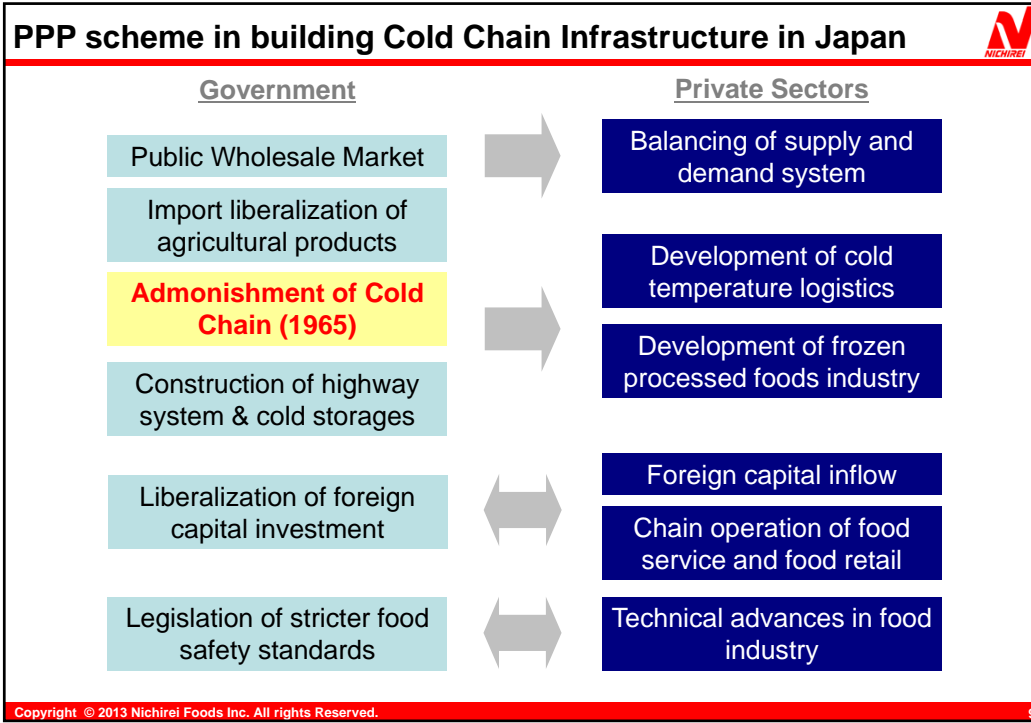 PPP scheme in building Cold Chain Infrastructure in Japan
NICHIREI
Government
Private Sectors
Public Wholesale Market
Balancing of supply and
demand system
Import liberalization of
agricultural products
Admonishment of Cold
Chain (1965)
Development of cold
temperature logistics
Construction of highway
system & cold storages
Development of frozen
processed foods industry
Liberalization of foreign
capital investment
Foreign capital inflow
Chain operation of food
service and food retail
Legislation of stricter food
safety standards
Technical advances in food
industry
Copyright © 2013 Nichirei Foods Inc. All rights Reserved.